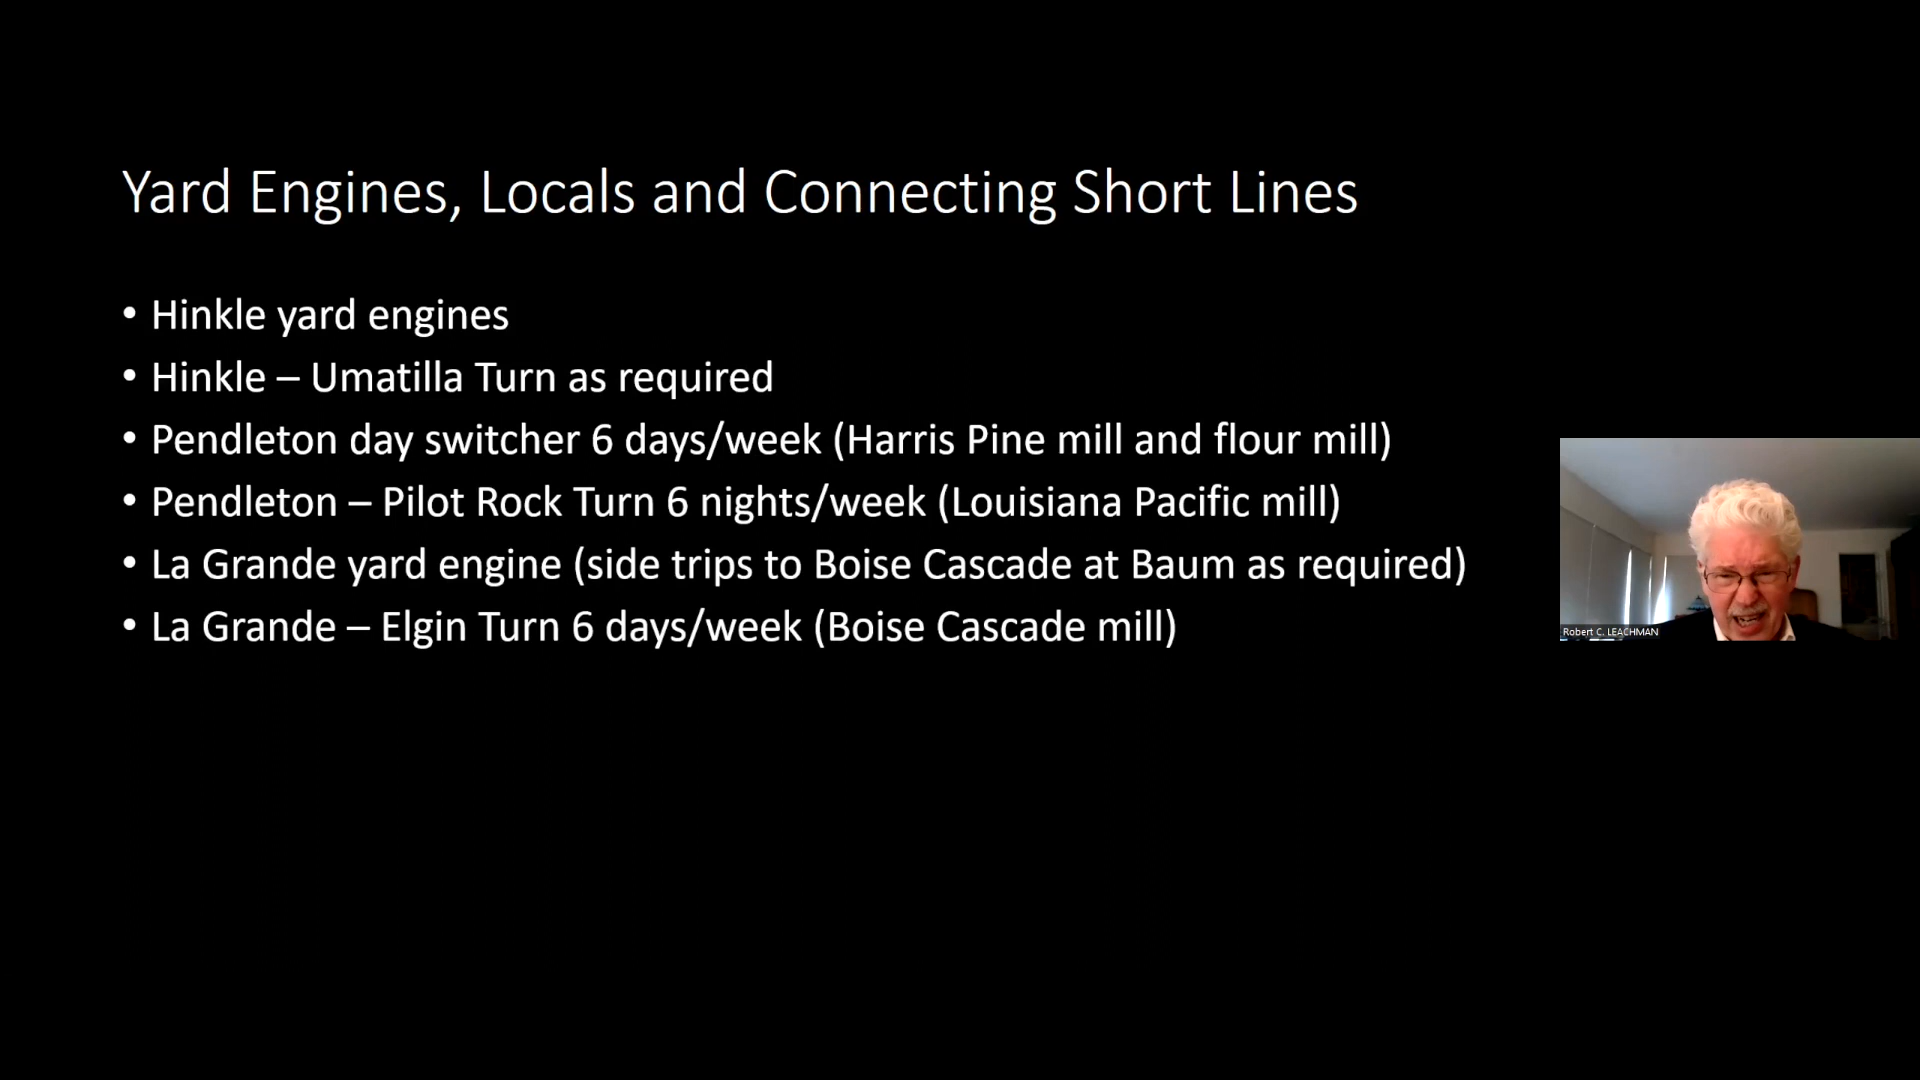 Yard Engines, Locals and Connecting Short Lines
• Hinkle yard engines
• Hinkle – Umatilla Turn as required
• Pendleton day switcher 6 days/week (Harris Pine mill and flour mill)
• Pendleton – Pilot Rock Turn 6 nights/week (Louisiana Pacific mill)
• La Grande yard engine (side trips to Boise Cascade at Baum as required)
• La Grande – Elgin Turn 6 days/week (Boise Cascade mill)
Robert C. LEACHMAN